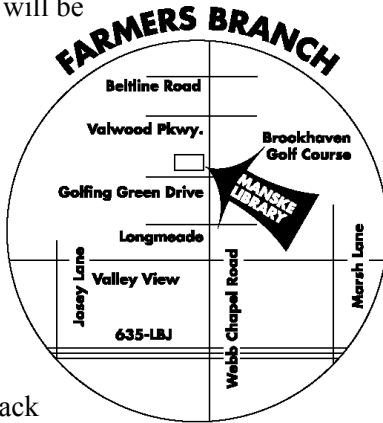 will be
FARMERS BRANCH
Beltline Road
Valwood Pkwy.
Brookhaven
Golf Course
MANSKE
LIBRARY
Golfing Green Drive
Longmeade
Josey Lane
Valley View
Webb Chapel Road
Marsh Lane
635-LBJ
ack